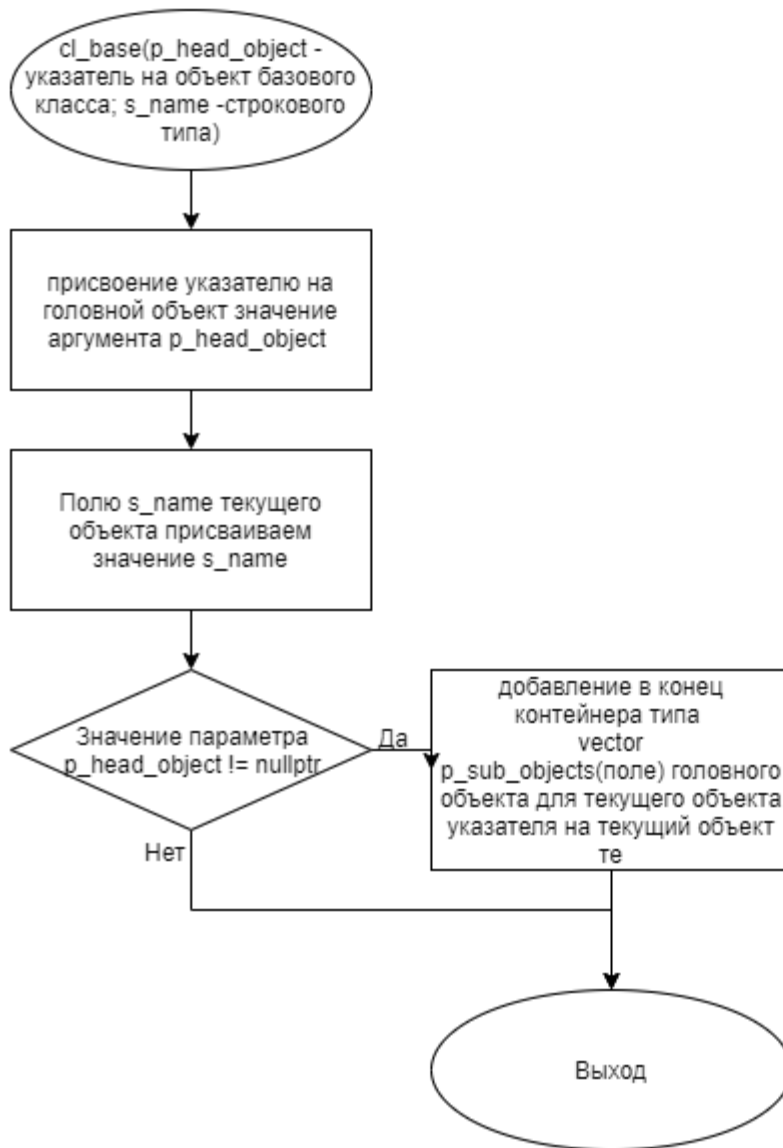 cl_base(p_head_object -
указатель на объект базового
класса; s_name -строкового
типа)
присвоение указателю на
головной объект значение
аргумента p_head_object
Полю s_name текущего
объекта присваиваем
значение s_name
Значение параметра
p_head_object != nullptr
Да
добавление в конец
контейнера типа
vector
p_sub_objects(поле) головного
объекта для текущего объекта
указателя на текущий объект
те
Нет
Выход